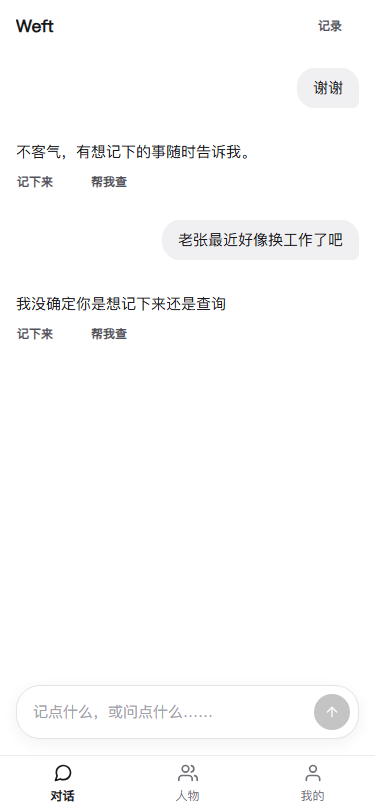 Weft
记录
谢谢
不客气，有想记下的事随时告诉我。
记下来 帮我查
老张最近好像换工作了吧
我没确定你是想记下来还是查询
记下来 帮我查
记点什么，或问点什么……
对话 人物 我的